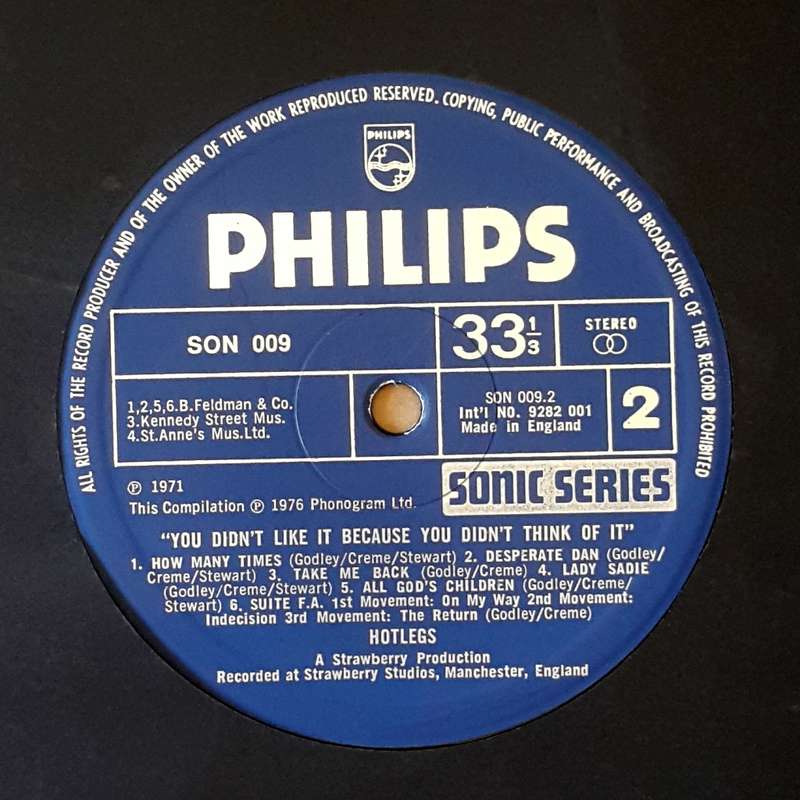 ALL RIGHTS OF THE RECORD PRODUCER AND OF THE OWNER OF THE WORK REPRODUCED RESERVED. COPYING, PUBLIC PERFORMANCE AND BROADCASTING OF THIS RECORD PROHIBITED
PHILIPS
PHILIPS
SON 009
33⅓
STEREO
1,2,5,6.B.Feldman & Co.
3.Kennedy Street Mus.
4.St.Anne's Mus.Ltd.
SON 009.2
Int'l NO. 9282 001
Made in England
2
℗ 1971
This Compilation ℗ 1976 Phonogram Ltd.
SONIC SERIES
"YOU DIDN'T LIKE IT BECAUSE YOU DIDN'T THINK OF IT"
1. HOW MANY TIMES (Godley/Creme/Stewart) 2. DESPERATE DAN (Godley/
Creme/Stewart) 3. TAKE ME BACK (Godley/Creme) 4. LADY SADIE
(Godley/Creme/Stewart) 5. ALL GOD'S CHILDREN (Godley/Creme/
Stewart) 6. SUITE F.A. 1st Movement: On My Way 2nd Movement:
Indecision 3rd Movement: The Return (Godley/Creme)
HOTLEGS
A Strawberry Production
Recorded at Strawberry Studios, Manchester, England